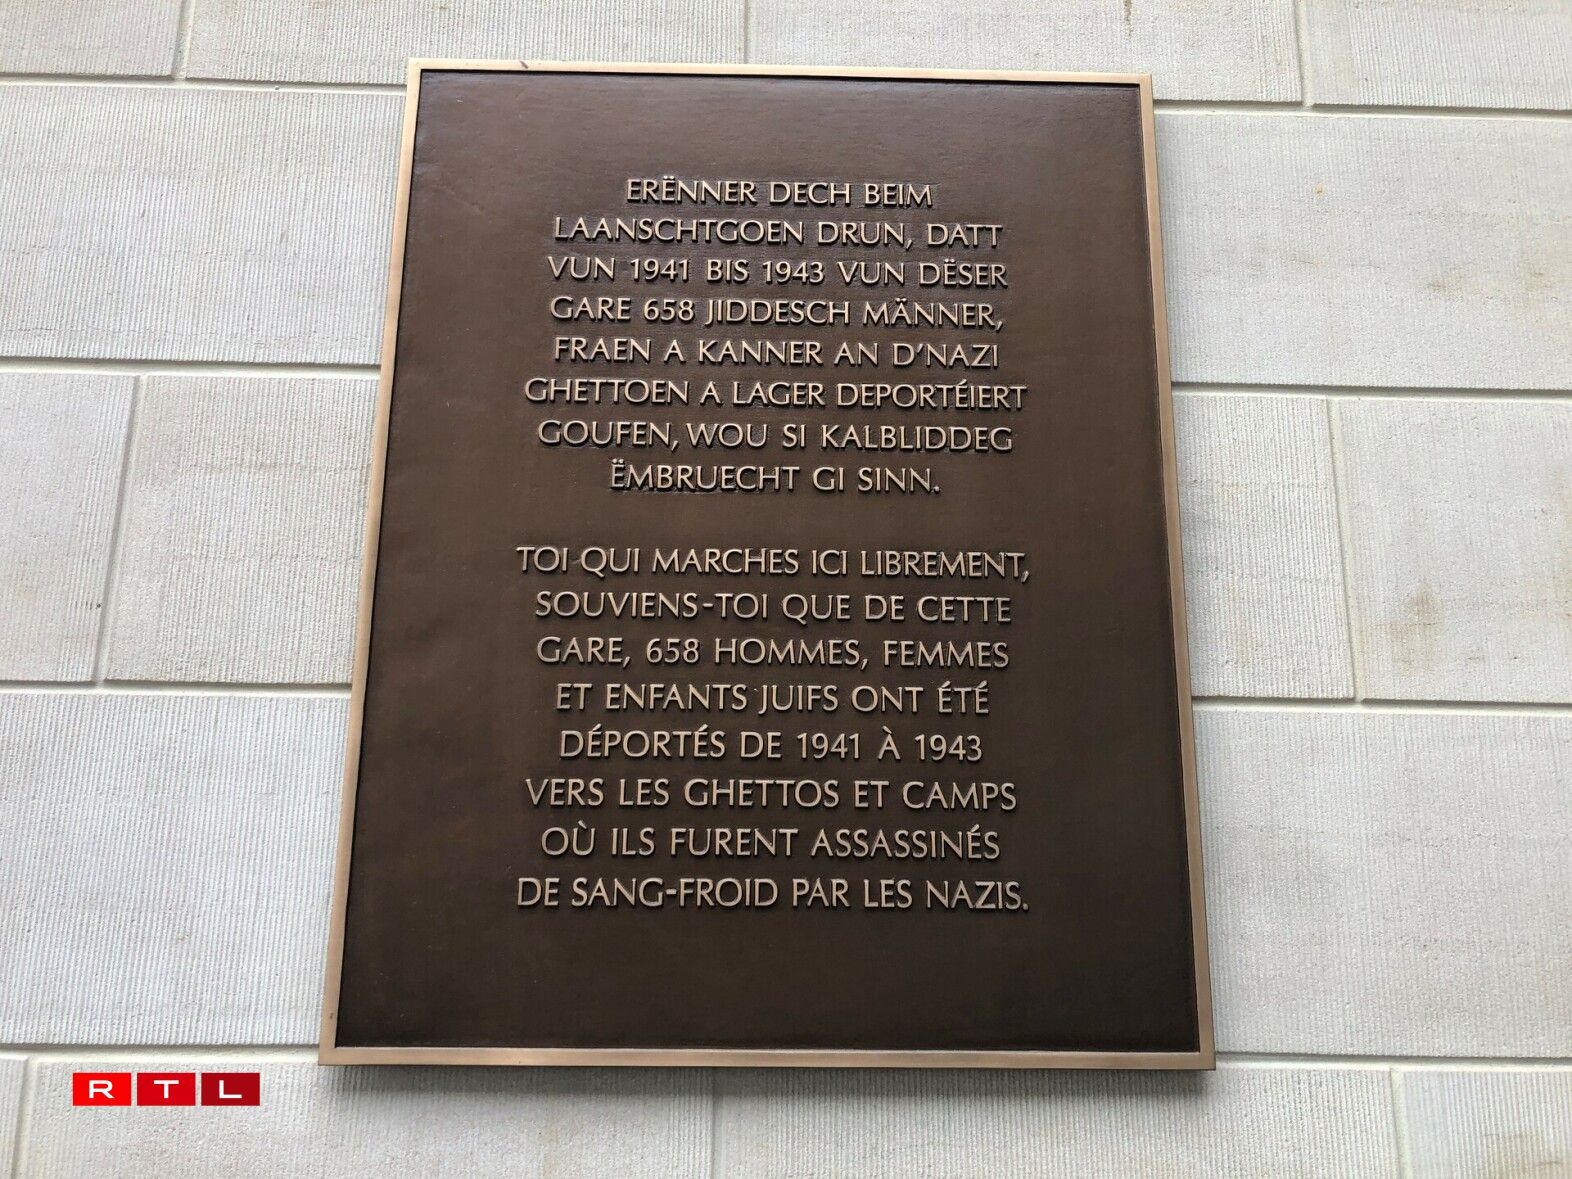 ERËNNER DECH BEIM
LAANSCHTGOEN DRUN, DATT
VUN 1941 BIS 1943 VUN DËSER
GARE 658 JIDDESCH MÄNNER,
FRAEN A KANNER AN D'NAZI
GHETTOEN A LAGER DEPORTÉIERT
GOUFEN, WOU SI KALBLIDDEG
ËMBRUECHT GI SINN.
TOI QUI MARCHES ICI LIBREMENT,
SOUVIENS-TOI QUE DE CETTE
GARE, 658 HOMMES, FEMMES
ET ENFANTS JUIFS ONT ÉTÉ
DÉPORTÉS DE 1941 À 1943
VERS LES GHETTOS ET CAMPS
OÙ ILS FURENT ASSASSINÉS
DE SANG-FROID PAR LES NAZIS.
RTL